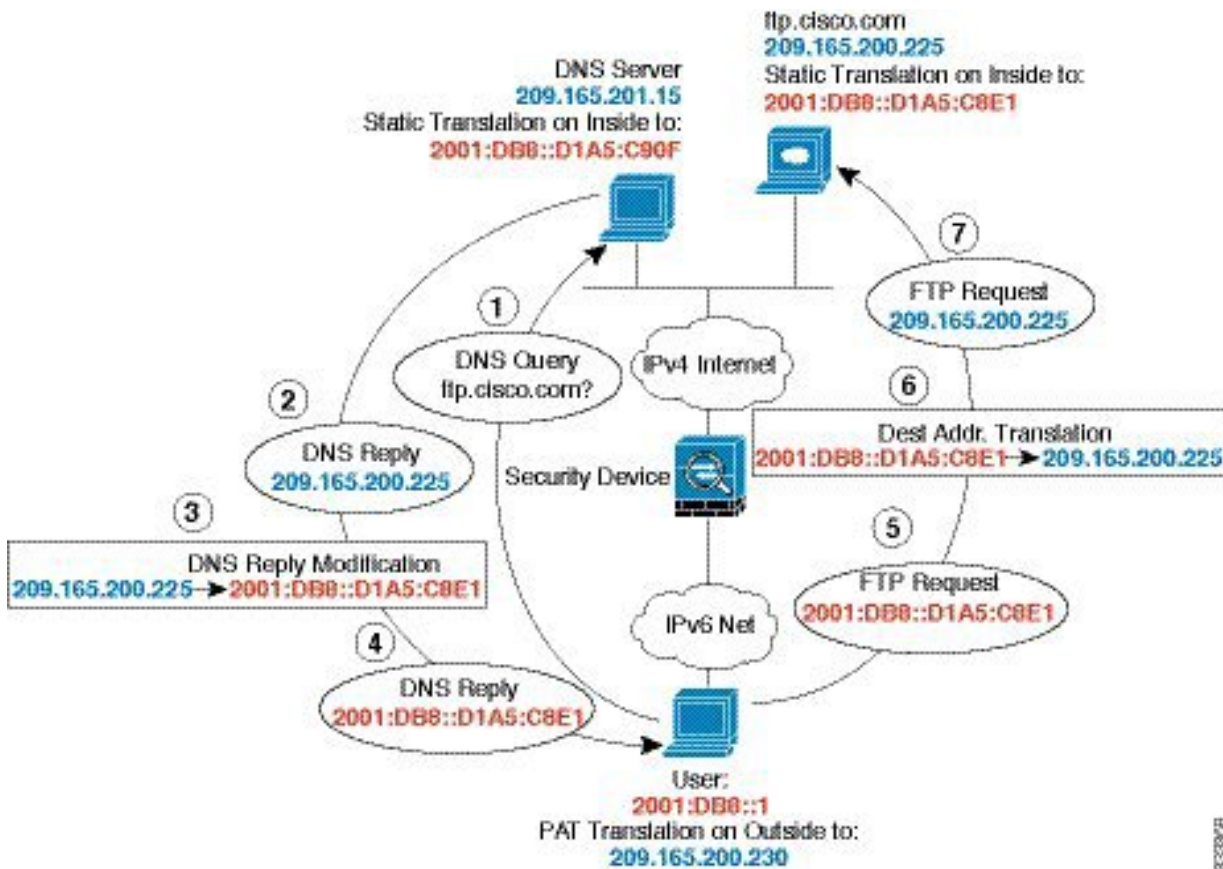 ftp.cisco.com
209.165.200.225
Static Translation on Inside to:
2001:DB8::D1A5:C8E1
DNS Server
209.165.201.15
Static Translation on Inside to:
2001:DB8::D1A5:C90F
7
FTP Request
209.165.200.225
1
DNS Query
ftp.cisco.com?
IPv4 Internet
6
Dest Addr. Translation
2001:DB8::D1A5:C8E1 209.165.200.225
2
DNS Reply
209.165.200.225
Security Device
3
DNS Reply Modification
209.165.200.225 2001:DB8::D1A5:C8E1
5
FTP Request
2001:DB8::D1A5:C8E1
IPv6 Net
4
DNS Reply
2001:DB8::D1A5:C8E1
User:
2001:DB8::1
PAT Translation on Outside to:
209.165.200.230